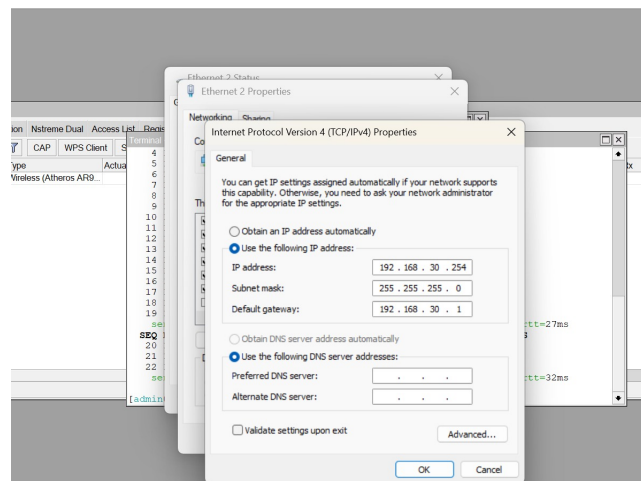 Ethernet 2 Status
Ethernet 2 Properties
Networking Sharing
Nstreme Dual Access List
CAP WPS Client
Wireless (Atheros AR9...
Terminal
Internet Protocol Version 4 (TCP/IPv4) Properties
General
You can get IP settings assigned automatically if your network supports
this capability. Otherwise, you need to ask your network administrator
for the appropriate IP settings.
Obtain an IP address automatically
Use the following IP address:
IP address: 192 . 168 . 30 . 254
Subnet mask: 255 . 255 . 255 . 0
Default gateway: 192 . 168 . 30 . 1
Obtain DNS server address automatically
Use the following DNS server addresses:
Preferred DNS server: . . .
Alternate DNS server: . . .
Validate settings upon exit
Advanced...
OK Cancel
4
5
6
7
8
9
10
11
12
13
14
15
16
17
18
19
tt=27ms
SEQ
20
21
22
tt=32ms
[admin